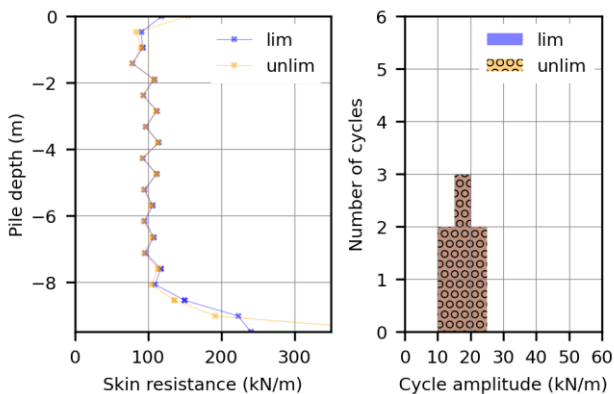 0
−2
−4
−6
−8
Pile depth (m)
lim
unlim
0
100
200
300
Skin resistance (kN/m)
6
5
4
3
2
1
0
Number of cycles
lim
unlim
0
10
20
30
40
50
60
Cycle amplitude (kN/m)